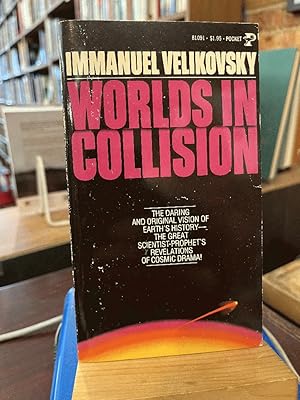 81091 · $1.95 · POCKET
IMMANUEL VELIKOVSKY
WORLDS IN
COLLISION
THE DARING
AND ORIGINAL VISION OF
EARTH'S HISTORY—
THE GREAT
SCIENTIST-PROPHET'S
REVELATIONS
OF COSMIC DRAMA!